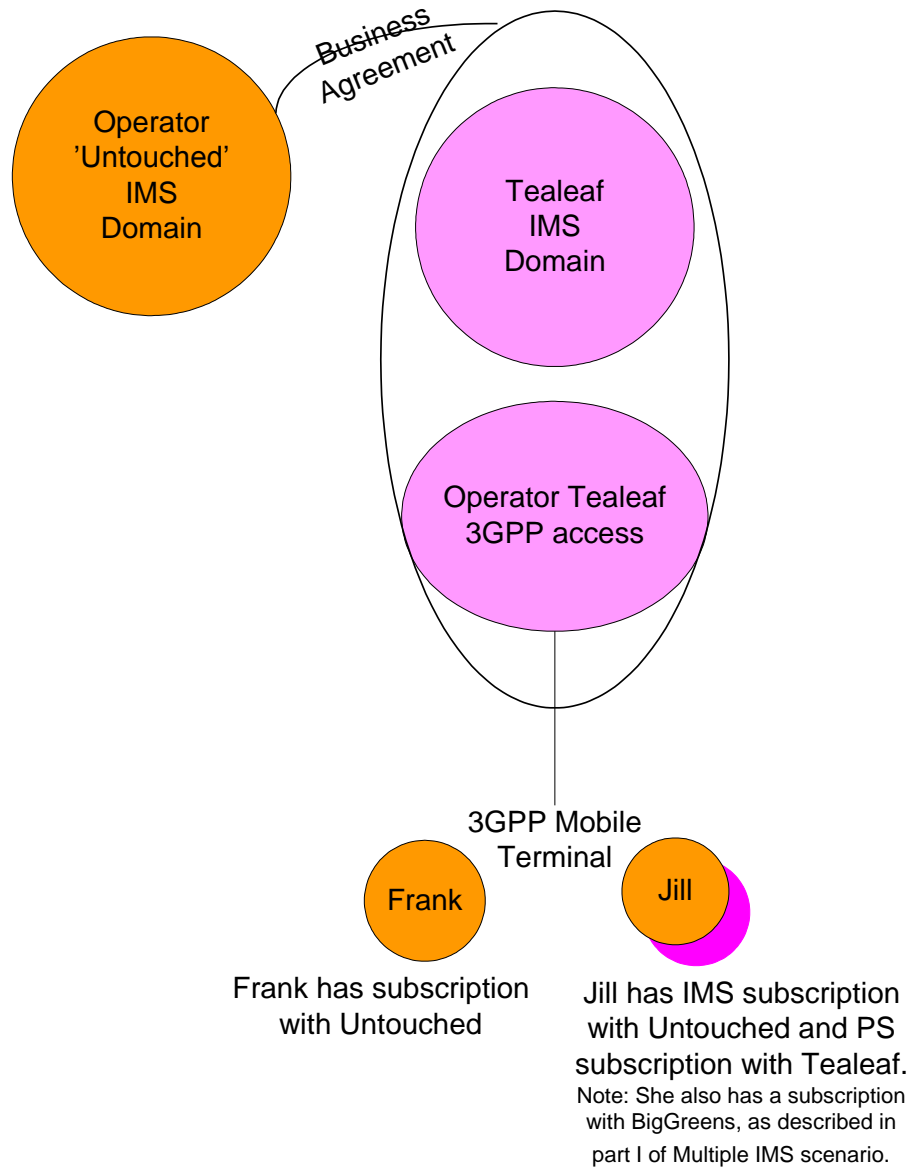 Business
Agreement
Operator
’Untouched’
IMS
Domain
Tealeaf
IMS
Domain
Operator Tealeaf
3GPP access
3GPP Mobile
Terminal
Frank
Jill
Frank has subscription
with Untouched
Jill has IMS subscription
with Untouched and PS
subscription with Tealeaf.
Note: She also has a subscription
with BigGreens, as described in
part I of Multiple IMS scenario.